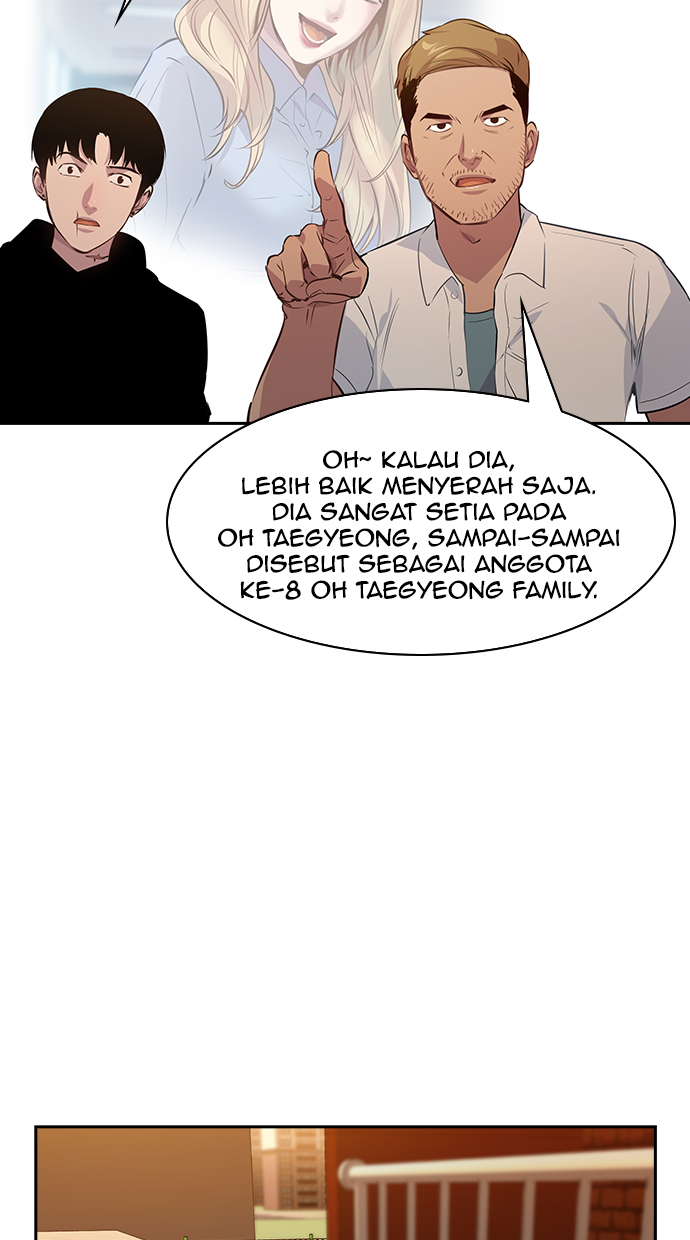 OH~ KALAU DIA,
LEBIH BAIK MENYERAH SAJA.
DIA SANGAT SETIA PADA
OH TAEGYEONG, SAMPAI-SAMPAI
DISEBUT SEBAGAI ANGGOTA
KE-8 OH TAEGYEONG FAMILY.